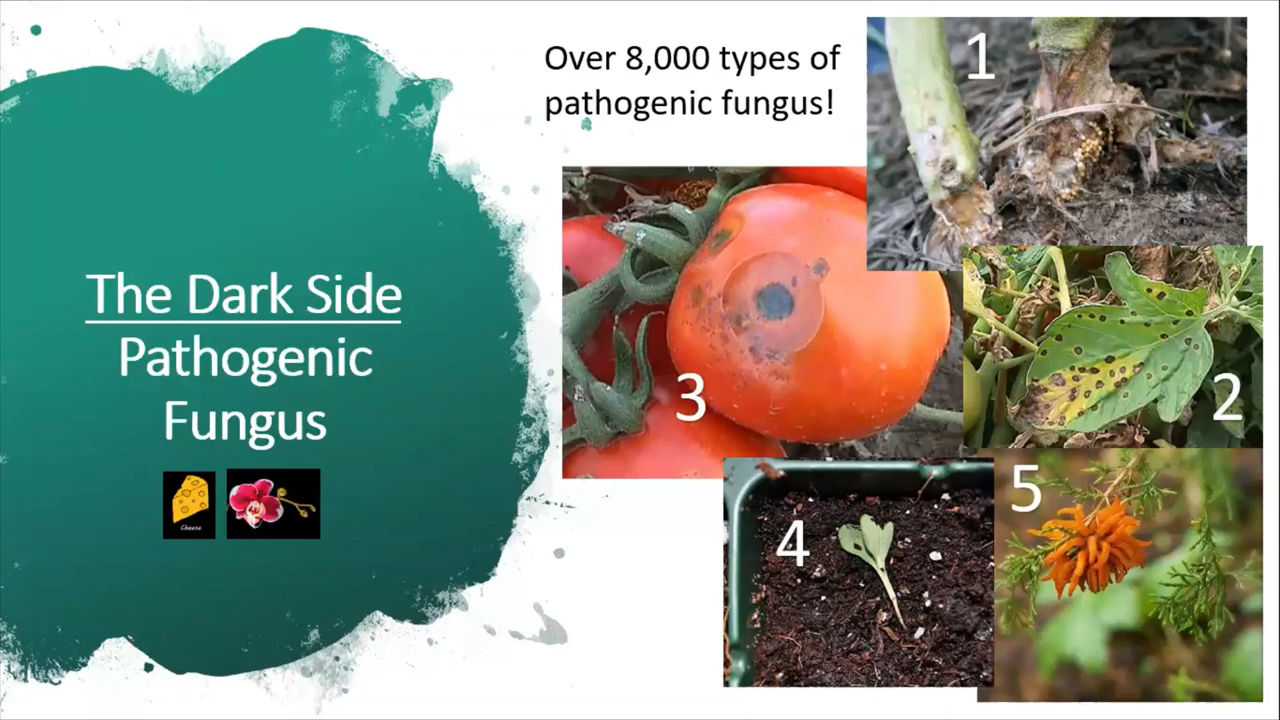 The Dark Side
Pathogenic
Fungus
Cheese
Over 8,000 types of
pathogenic fungus!
1
2
3
4
5